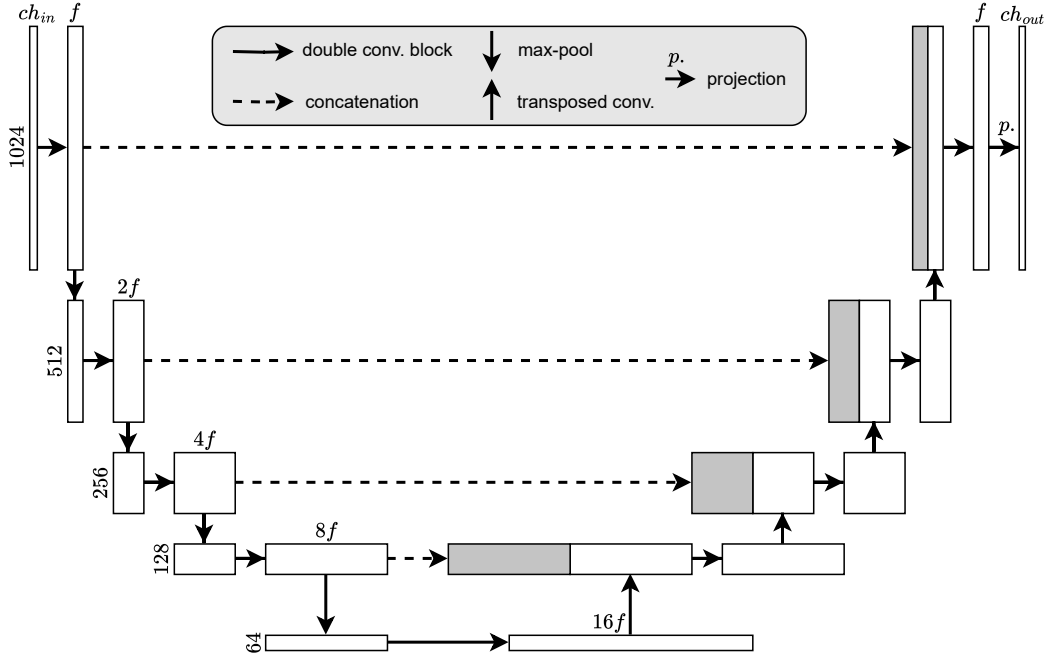 ch_in f f ch_out
double conv. block max-pool p. projection
concatenation transposed conv.
1024 p.
2f
512
4f
256
8f
128
16f
64